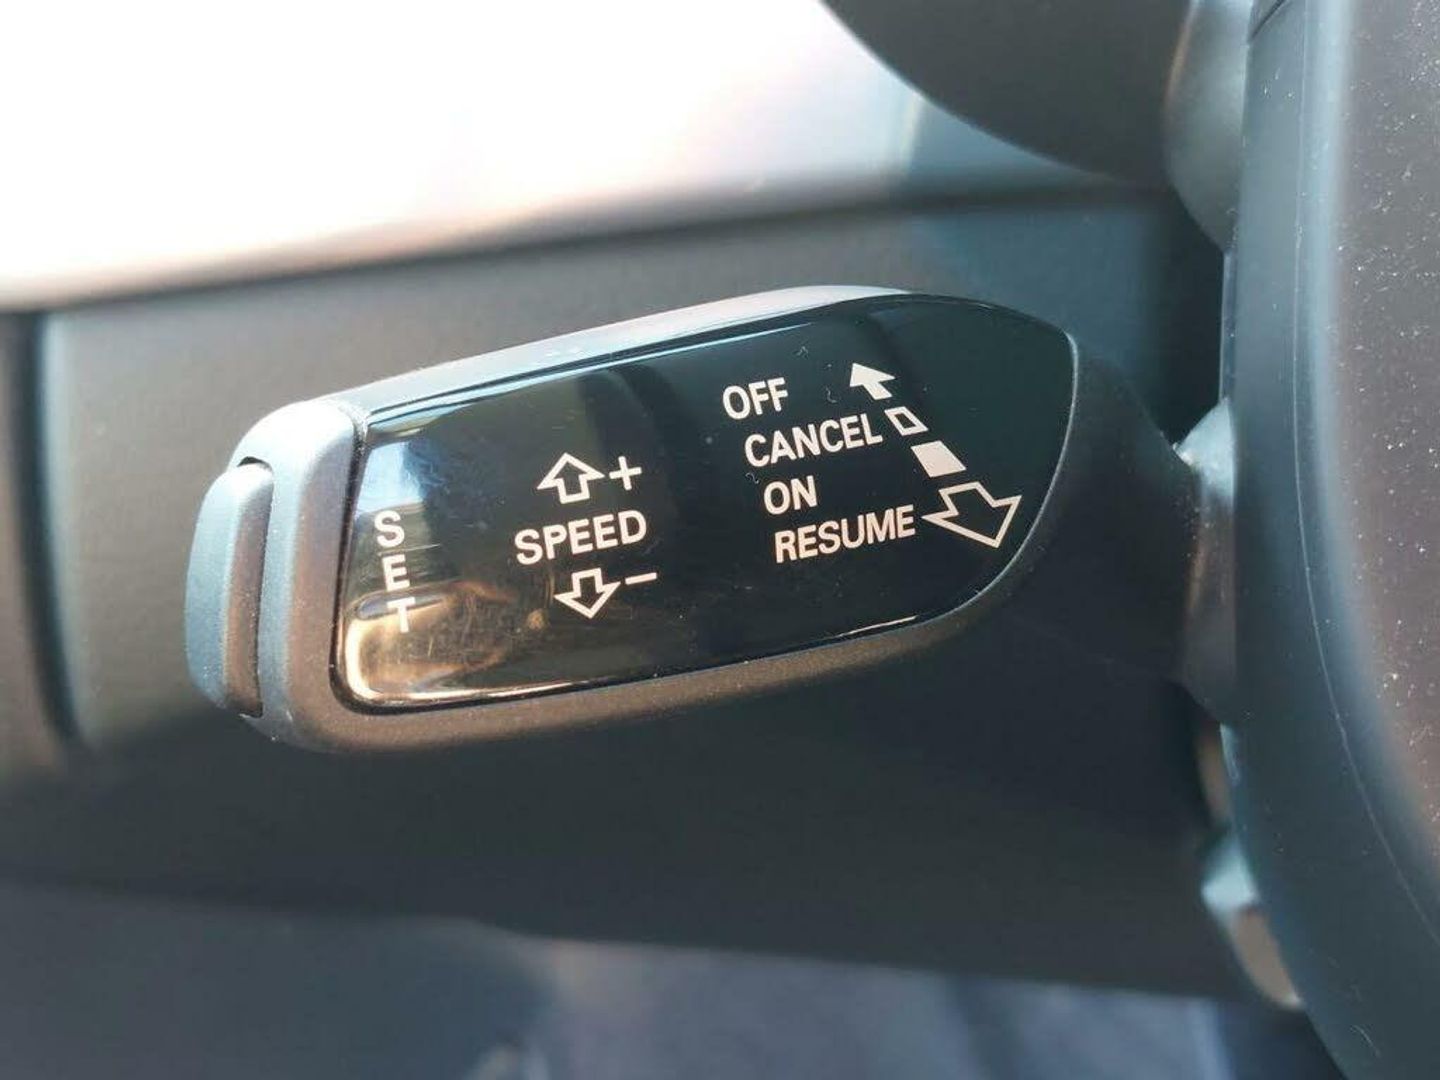 SET
+
SPEED
−
OFF
CANCEL
ON
RESUME